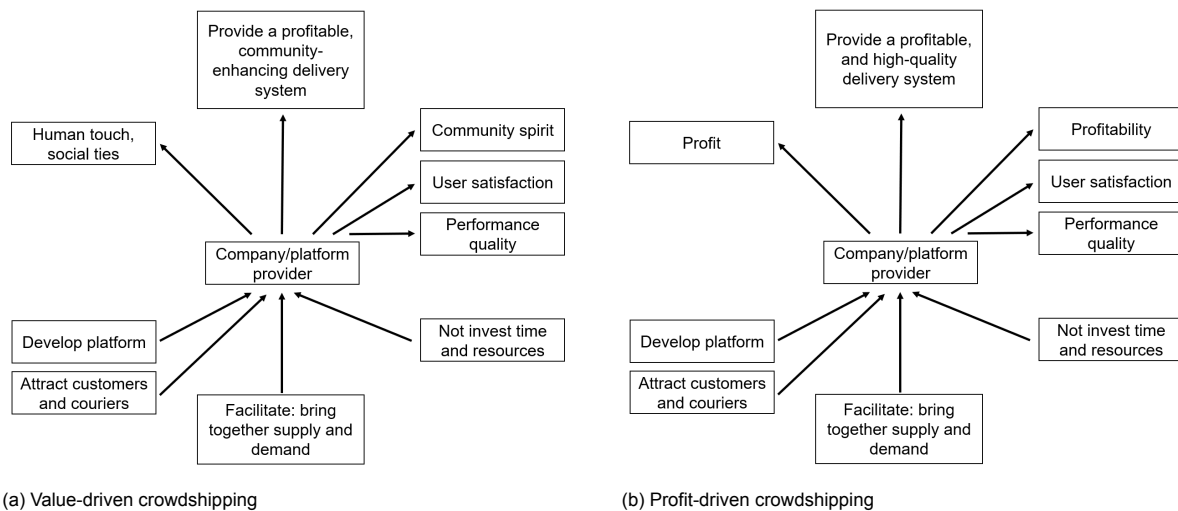 Provide a profitable,
community-
enhancing delivery
system
Human touch,
social ties
Community spirit
User satisfaction
Performance
quality
Company/platform
provider
Develop platform
Attract customers
and couriers
Facilitate: bring
together supply and
demand
Not invest time
and resources
(a) Value-driven crowdshipping
Provide a profitable,
and high-quality
delivery system
Profit
Profitability
User satisfaction
Performance
quality
Company/platform
provider
Develop platform
Attract customers
and couriers
Facilitate: bring
together supply and
demand
Not invest time
and resources
(b) Profit-driven crowdshipping